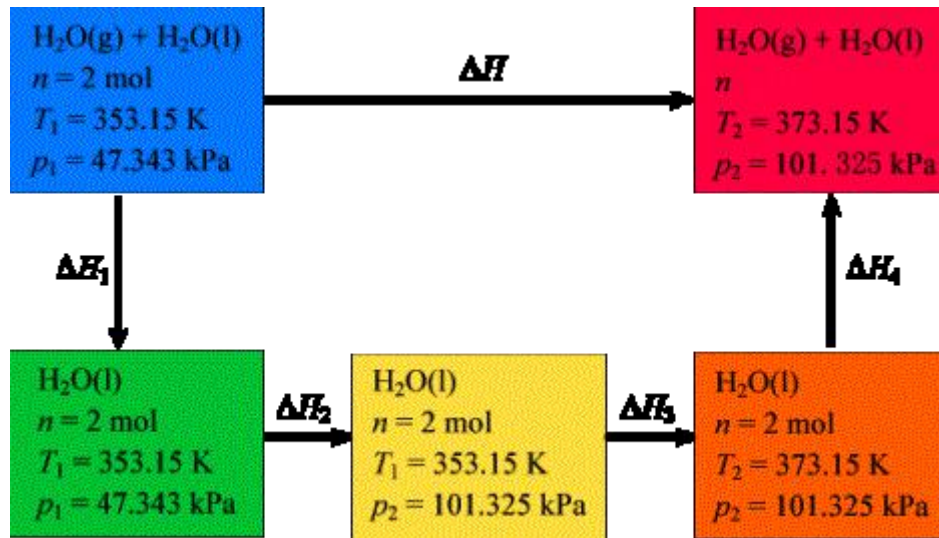 H₂O(g) + H₂O(l)
n = 2 mol
T₁ = 353.15 K
p₁ = 47.343 kPa
ΔH
H₂O(g) + H₂O(l)
n
T₂ = 373.15 K
p₂ = 101. 325 kPa
ΔH₁
ΔH₄
H₂O(l)
n = 2 mol
T₁ = 353.15 K
p₁ = 47.343 kPa
ΔH₂
H₂O(l)
n = 2 mol
T₁ = 353.15 K
p₂ = 101.325 kPa
ΔH₃
H₂O(l)
n = 2 mol
T₂ = 373.15 K
p₂ = 101.325 kPa